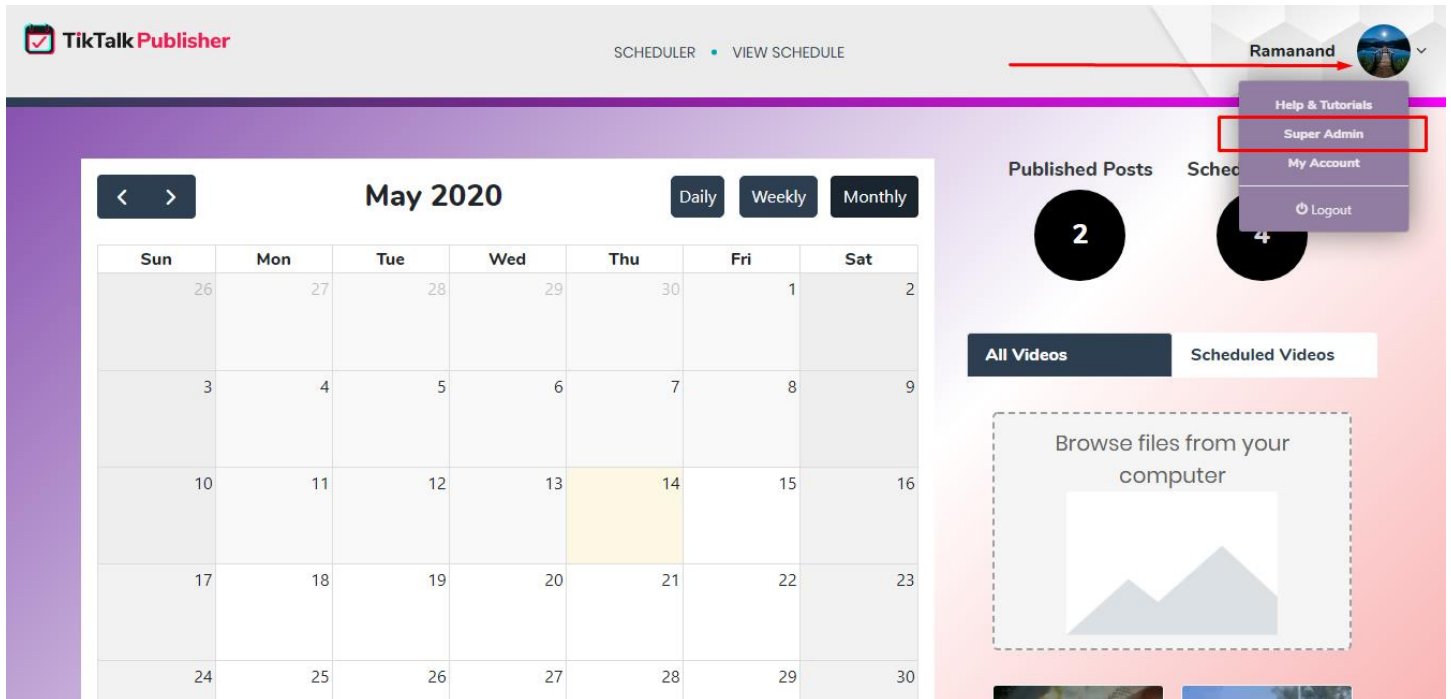 TikTalk Publisher
SCHEDULER • VIEW SCHEDULE
Ramanand
Help & Tutorials
Super Admin
My Account
Logout
May 2020
Daily Weekly Monthly
Sun Mon Tue Wed Thu Fri Sat
26 27 28 29 30 1 2
3 4 5 6 7 8 9
10 11 12 13 14 15 16
17 18 19 20 21 22 23
24 25 26 27 28 29 30
Published Posts Sched
2 4
All Videos Scheduled Videos
Browse files from your
computer